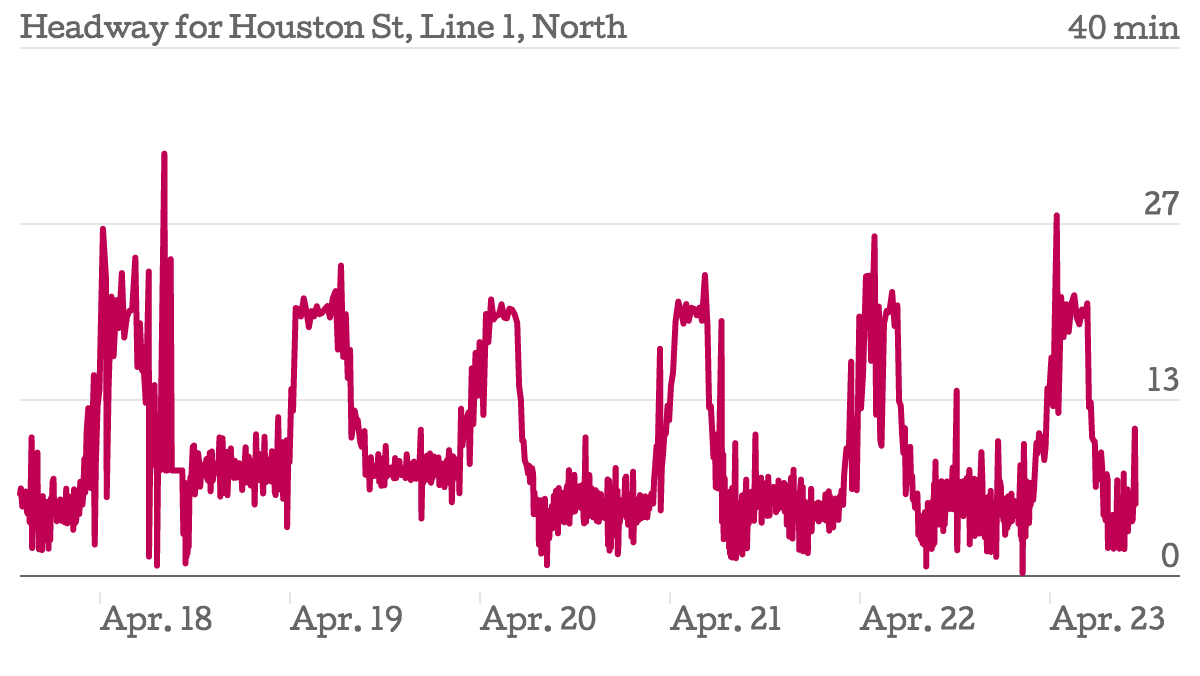 Headway for Houston St, Line 1, North
40 min
27
13
0
Apr. 18
Apr. 19
Apr. 20
Apr. 21
Apr. 22
Apr. 23